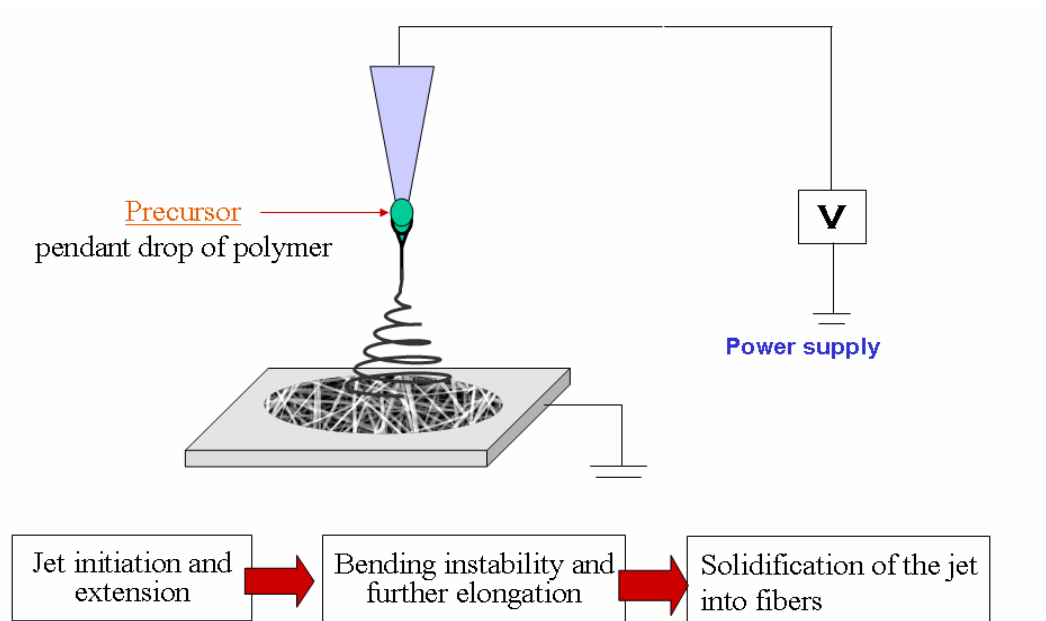 Precursor
pendant drop of polymer
V
Power supply
Jet initiation and
extension
Bending instability and
further elongation
Solidification of the jet
into fibers